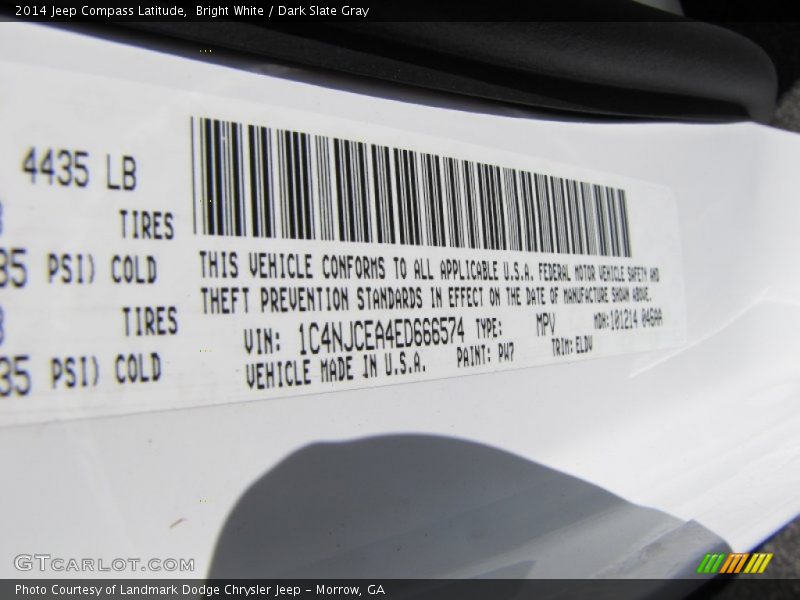 2014 Jeep Compass Latitude, Bright White / Dark Slate Gray
4435 LB
TIRES
35 PSI) COLD
TIRES
35 PSI) COLD
THIS VEHICLE CONFORMS TO ALL APPLICABLE U.S.A. FEDERAL MOTOR VEHICLE SAFETY AND
THEFT PREVENTION STANDARDS IN EFFECT ON THE DATE OF MANUFACTURE SHOWN ABOVE.
VIN: 1C4NJCEA4ED666574 TYPE: MPV MDH:101214 046AA
VEHICLE MADE IN U.S.A. PAINT: PW7 TRIM: ELDV
GTCARLOT.COM
Photo Courtesy of Landmark Dodge Chrysler Jeep - Morrow, GA